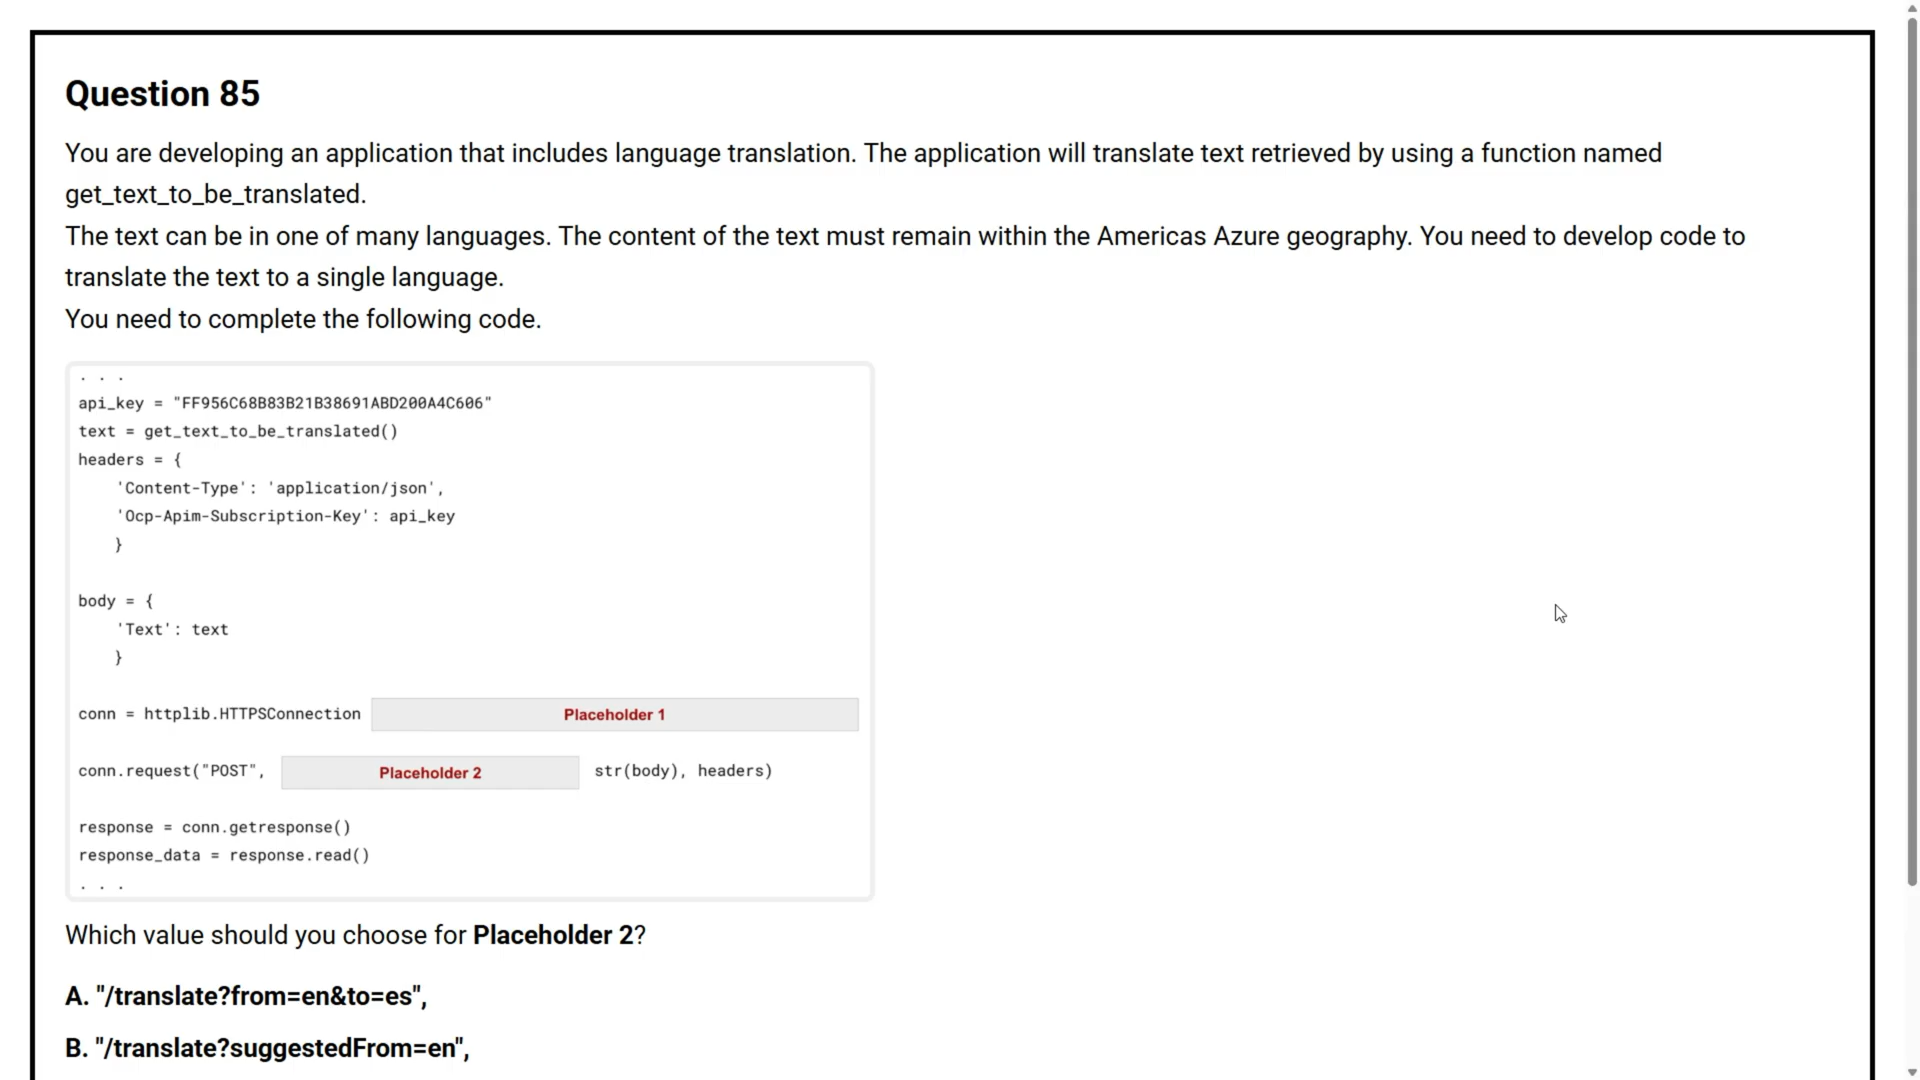 Question 85
You are developing an application that includes language translation. The application will translate text retrieved by using a function named
get_text_to_be_translated.
The text can be in one of many languages. The content of the text must remain within the Americas Azure geography. You need to develop code to
translate the text to a single language.
You need to complete the following code.
. . .
api_key = "FF956C68B83B21B38691ABD200A4C606"
text = get_text_to_be_translated()
headers = {
    'Content-Type': 'application/json',
    'Ocp-Apim-Subscription-Key': api_key
    }
body = {
    'Text': text
    }
conn = httplib.HTTPSConnection Placeholder 1
conn.request("POST", Placeholder 2 str(body), headers)
response = conn.getresponse()
response_data = response.read()
. . .
Which value should you choose for Placeholder 2?
A. "/translate?from=en&to=es",
B. "/translate?suggestedFrom=en",